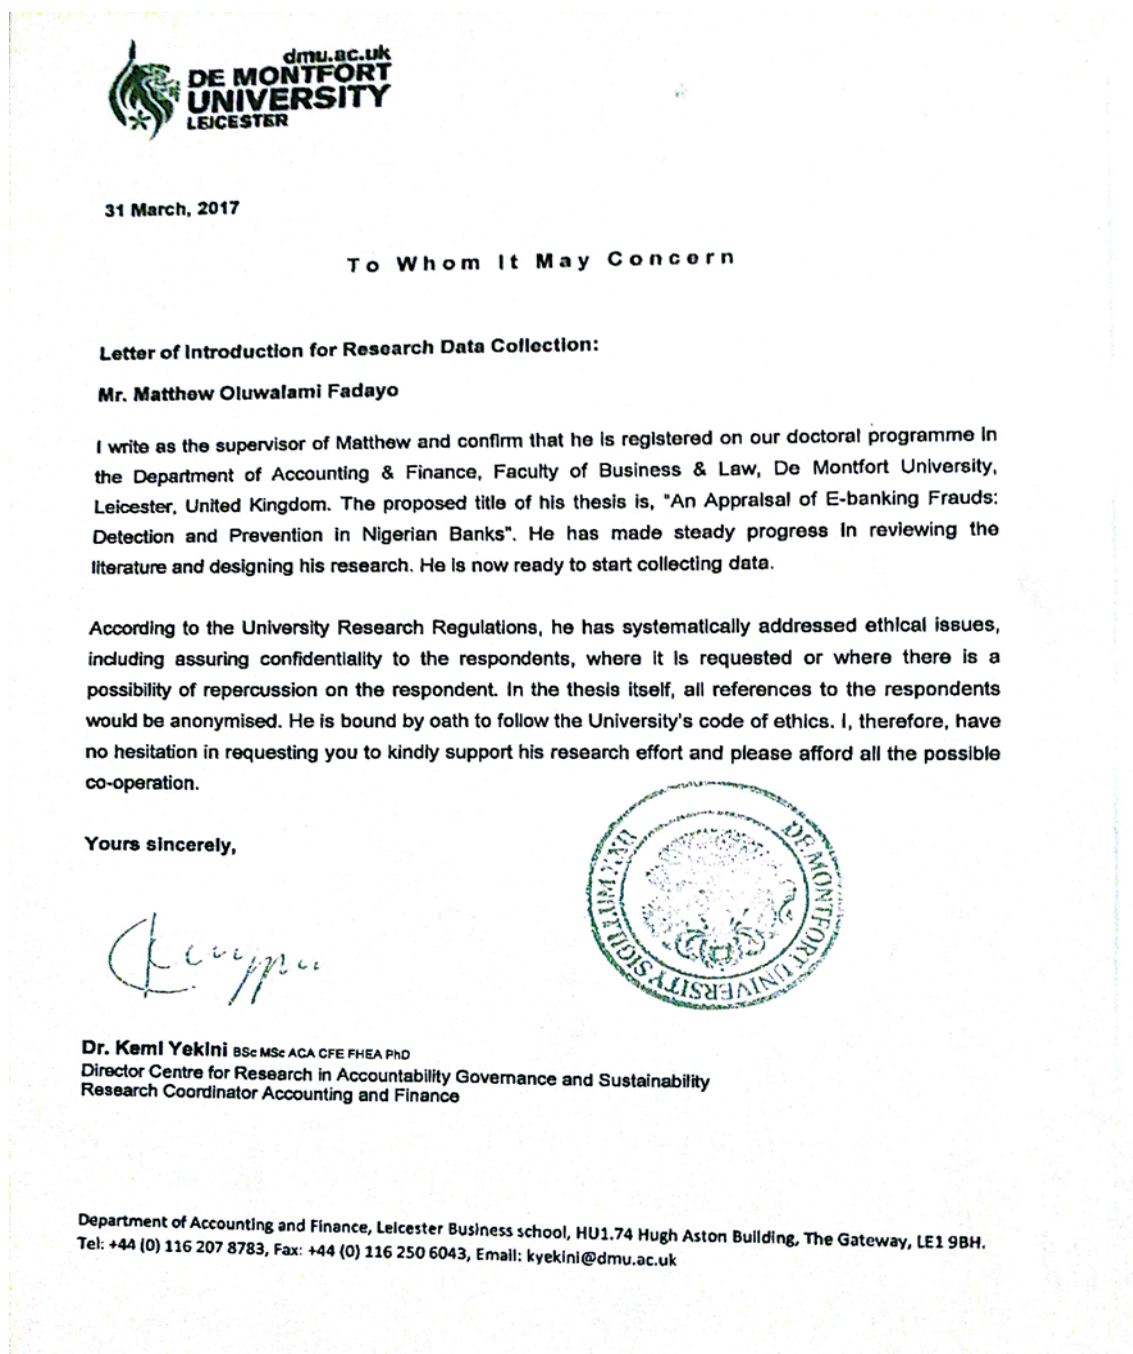 dmu.ac.uk
DE MONTFORT
UNIVERSITY
LEICESTER
31 March, 2017
To Whom It May Concern
Letter of Introduction for Research Data Collection:
Mr. Matthew Oluwalami Fadayo
I write as the supervisor of Matthew and confirm that he is registered on our doctoral programme in
the Department of Accounting & Finance, Faculty of Business & Law, De Montfort University,
Leicester, United Kingdom. The proposed title of his thesis is, "An Appraisal of E-banking Frauds:
Detection and Prevention in Nigerian Banks". He has made steady progress in reviewing the
literature and designing his research. He is now ready to start collecting data.
According to the University Research Regulations, he has systematically addressed ethical issues,
including assuring confidentiality to the respondents, where it is requested or where there is a
possibility of repercussion on the respondent. In the thesis itself, all references to the respondents
would be anonymised. He is bound by oath to follow the University's code of ethics. I, therefore, have
no hesitation in requesting you to kindly support his research effort and please afford all the possible
co-operation.
Yours sincerely,
DE MONTFORT UNIVERSITY SIGILLUM
Dr. Kemi Yekini BSc MSc ACA CFE FHEA PhD
Director Centre for Research in Accountability Governance and Sustainability
Research Coordinator Accounting and Finance
Department of Accounting and Finance, Leicester Business school, HU1.74 Hugh Aston Building, The Gateway, LE1 9BH.
Tel: +44 (0) 116 207 8783, Fax: +44 (0) 116 250 6043, Email: kyekini@dmu.ac.uk